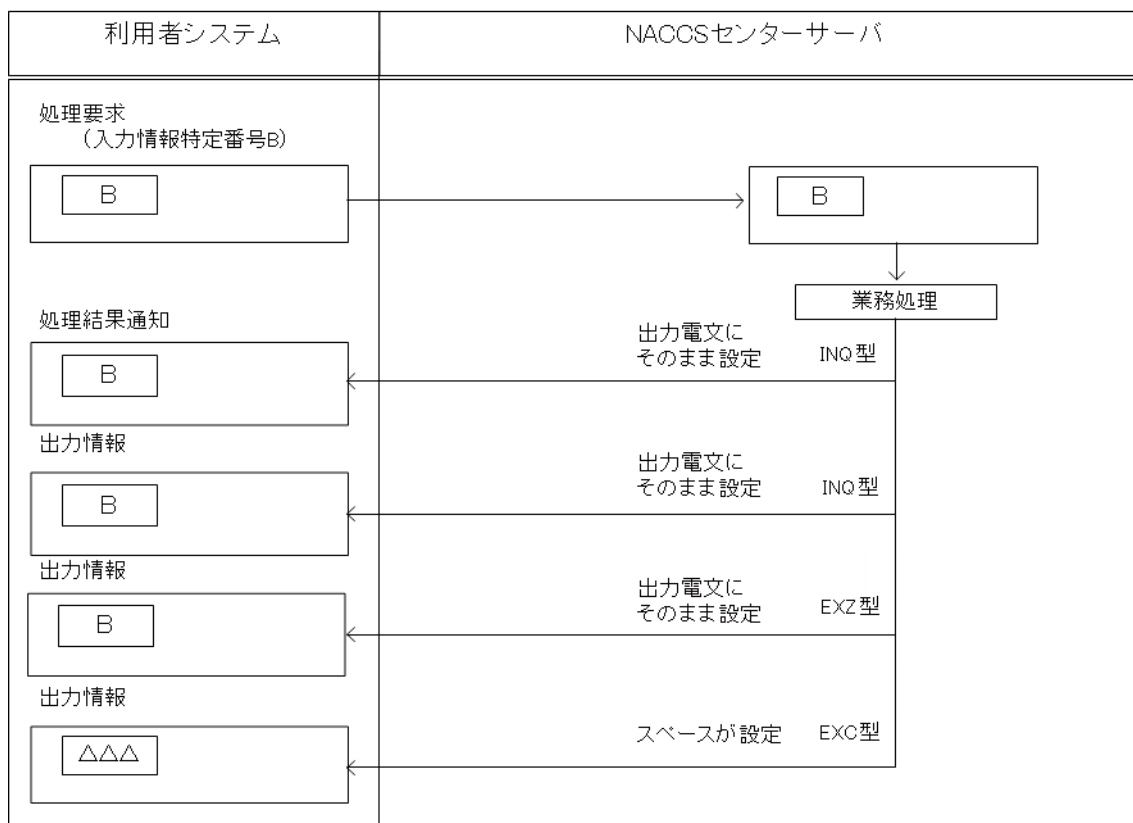 利用者システム
NACCSセンターサーバ
処理要求
（入力情報特定番号B）
B
B
業務処理
処理結果通知
出力電文に
そのまま設定
INQ型
B
出力情報
出力電文に
そのまま設定
INQ型
B
出力情報
出力電文に
そのまま設定
EXZ型
B
出力情報
スペースが設定
EXC型
△△△